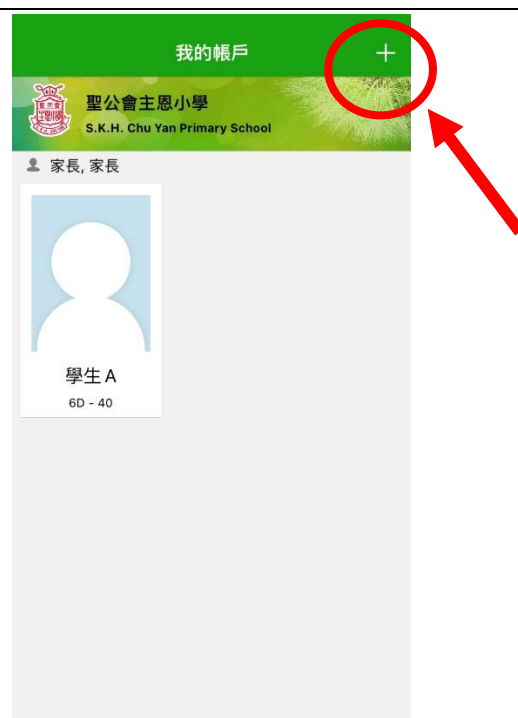 我的帳戶
聖公會主恩小學
S.K.H. Chu Yan Primary School
家長, 家長
學生 A
6D - 40